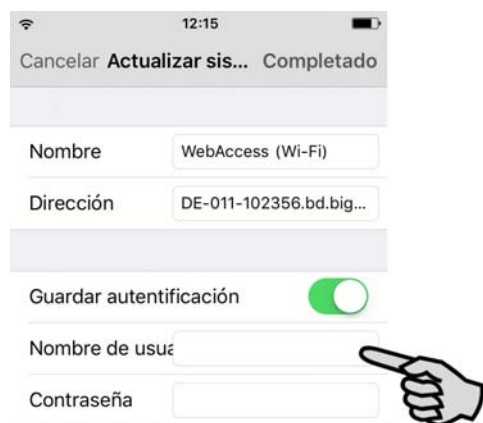 12:15
Cancelar Actualizar sis... Completado
Nombre WebAccess (Wi-Fi)
Dirección DE-011-102356.bd.big...
Guardar autentificación
Nombre de usua
Contraseña